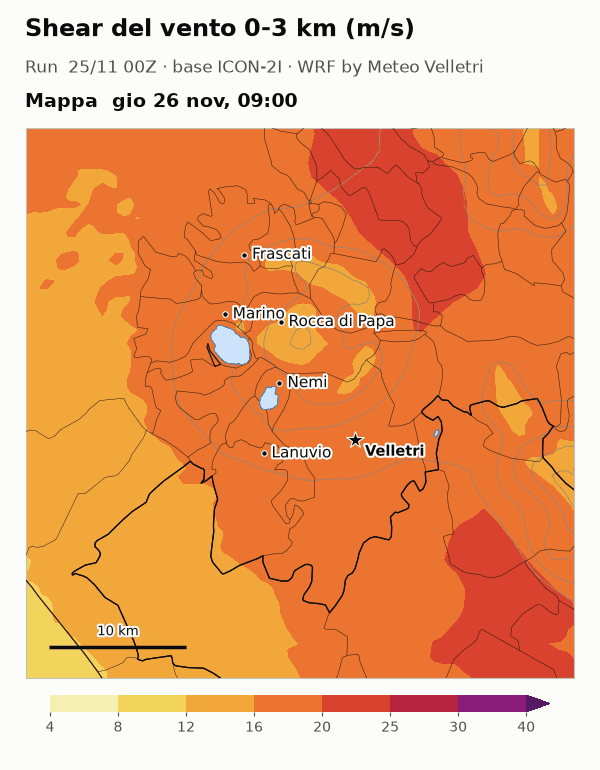 Shear del vento 0-3 km (m/s)
Run  25/11 00Z · base ICON-2I · WRF by Meteo Velletri
Mappa  gio 26 nov, 09:00
Frascati
Marino
Rocca di Papa
Nemi
Velletri
Lanuvio
10 km
4 8 12 16 20 25 30 40